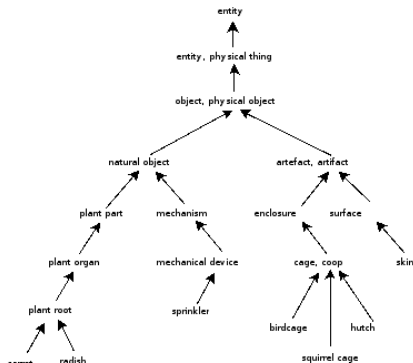 entity
entity, physical thing
object, physical object
natural object artefact, artifact
plant part mechanism enclosure surface
plant organ mechanical device cage, coop skin
plant root sprinkler
birdcage hutch
radish squirrel cage